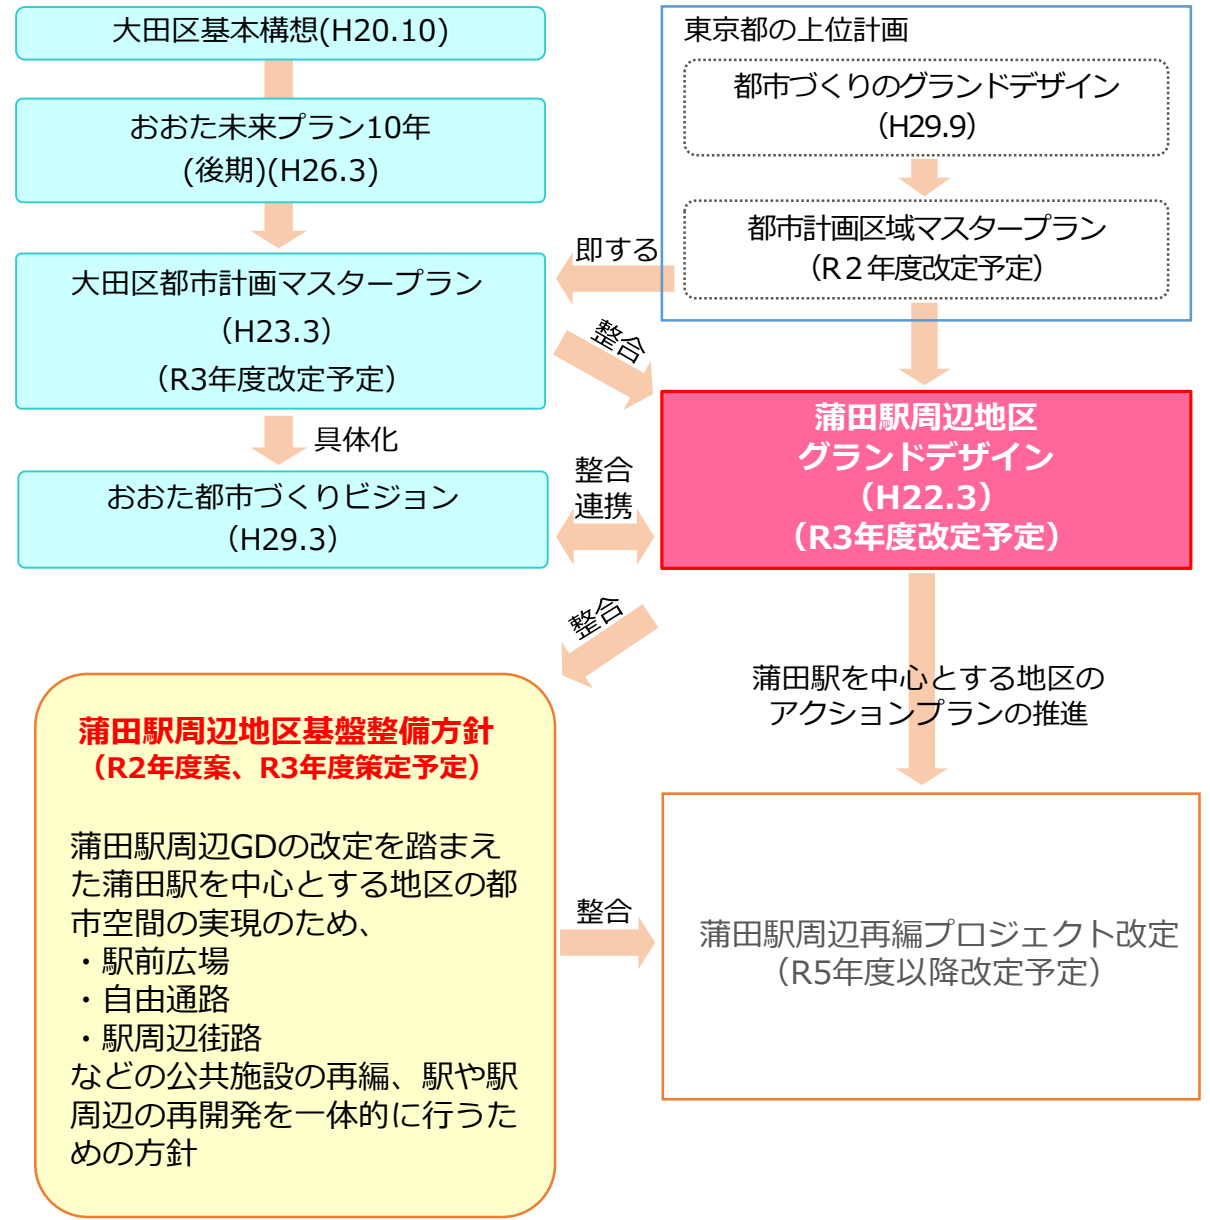 大田区基本構想(H20.10)
おおた未来プラン10年
(後期)(H26.3)
大田区都市計画マスタープラン
（H23.3）
（R3年度改定予定）
具体化
おおた都市づくりビジョン
（H29.3）
東京都の上位計画
都市づくりのグランドデザイン
（H29.9）
都市計画区域マスタープラン
（R２年度改定予定）
即する
整合
蒲田駅周辺地区
グランドデザイン
（H22.3）
（R3年度改定予定）
整合
連携
整合
蒲田駅を中心とする地区の
アクションプランの推進
蒲田駅周辺地区基盤整備方針
（R2年度案、R3年度策定予定）
蒲田駅周辺GDの改定を踏まえ
た蒲田駅を中心とする地区の都
市空間の実現のため、
・駅前広場
・自由通路
・駅周辺街路
などの公共施設の再編、駅や駅
周辺の再開発を一体的に行うた
めの方針
整合
蒲田駅周辺再編プロジェクト改定
（R5年度以降改定予定）